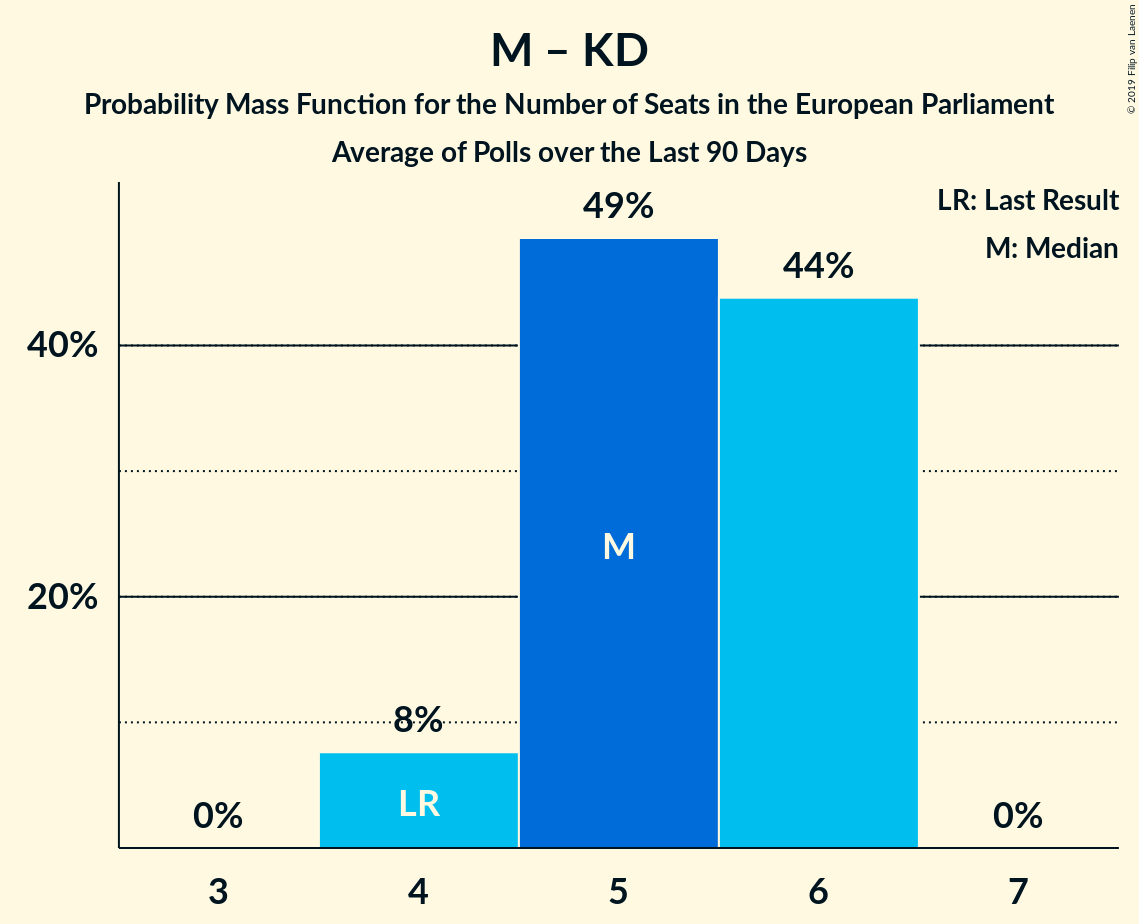 M – KD
Probability Mass Function for the Number of Seats in the European Parliament
Average of Polls over the Last 90 Days
© 2019 Filip van Laenen
LR: Last Result
M: Median
49%
44%
40%
M
20%
8%
LR
0%
0%
3 4 5 6 7